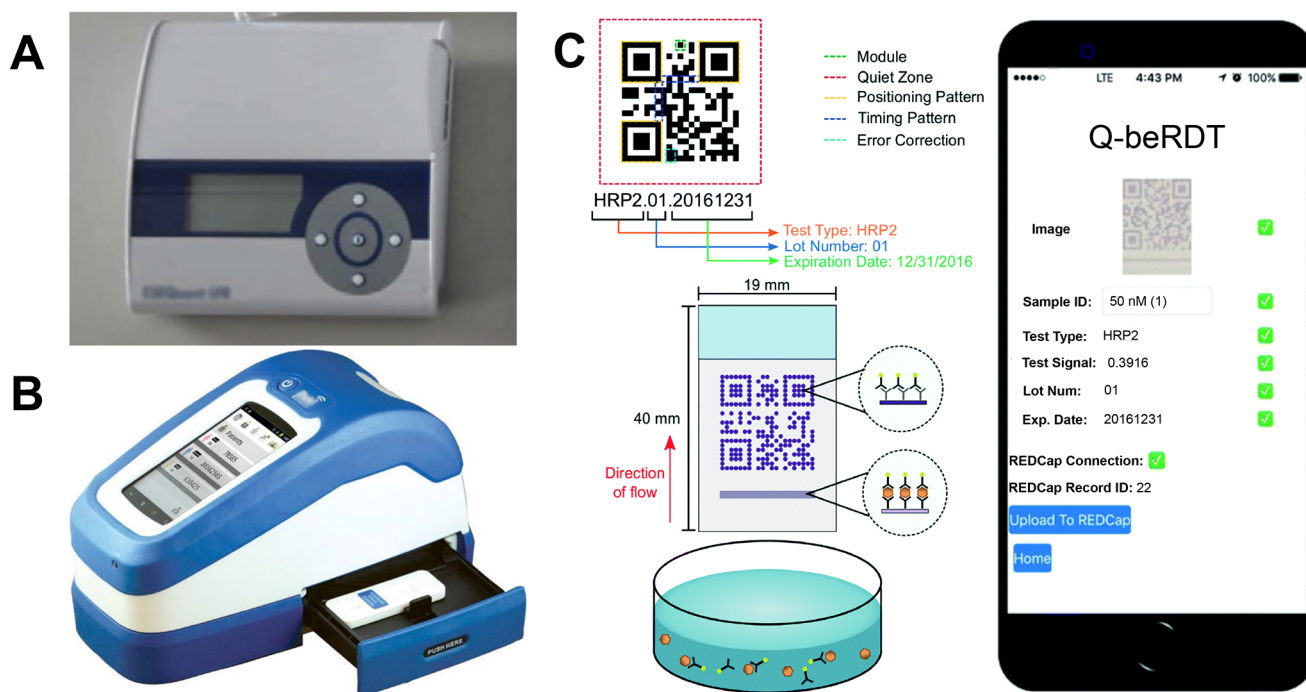 A
B
Patients
78565
PUSH HERE
C
Module
Quiet Zone
Positioning Pattern
Timing Pattern
Error Correction
HRP2.01.20161231
Test Type: HRP2
Lot Number: 01
Expiration Date: 12/31/2016
19 mm
40 mm
Direction
of flow
LTE 4:43 PM 100%
Q-beRDT
Image
Sample ID: 50 nM (1)
Test Type: HRP2
Test Signal: 0.3916
Lot Num: 01
Exp. Date: 20161231
REDCap Connection:
REDCap Record ID: 22
Upload To REDCap
Home